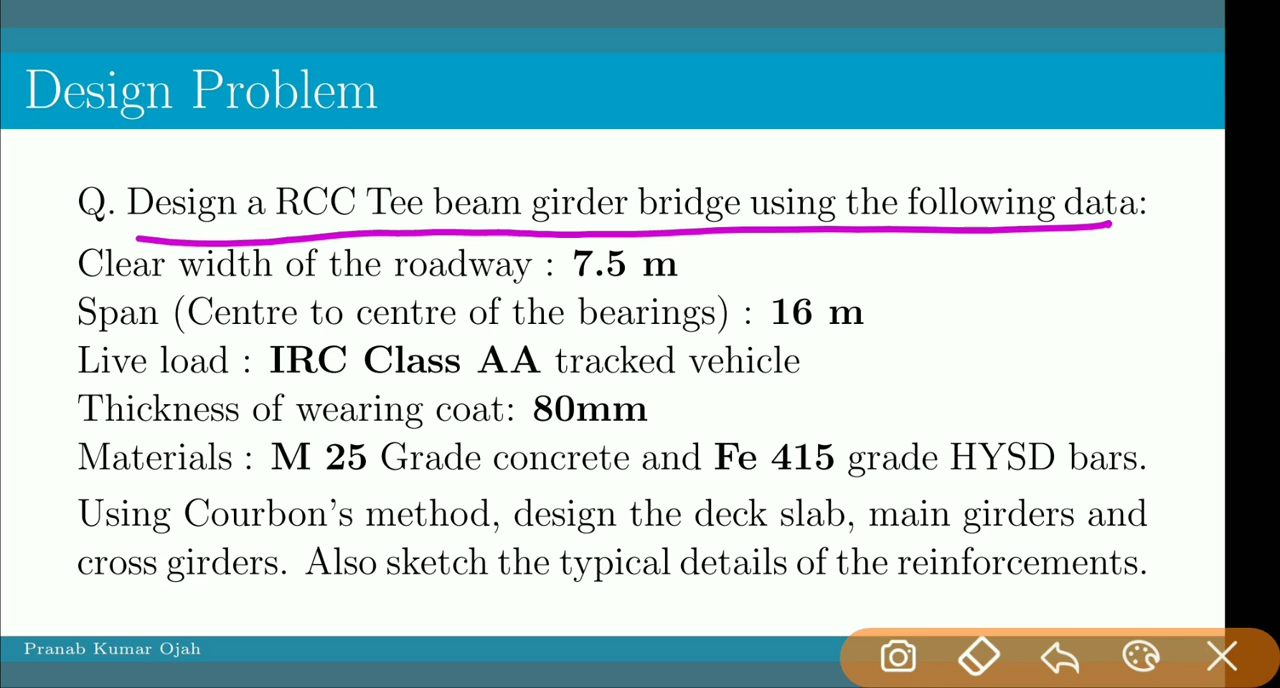 Design Problem
Q. Design a RCC Tee beam girder bridge using the following data:
Clear width of the roadway : 7.5 m
Span (Centre to centre of the bearings) : 16 m
Live load : IRC Class AA tracked vehicle
Thickness of wearing coat: 80mm
Materials : M 25 Grade concrete and Fe 415 grade HYSD bars.
Using Courbon's method, design the deck slab, main girders and
cross girders. Also sketch the typical details of the reinforcements.
Pranab Kumar Ojah